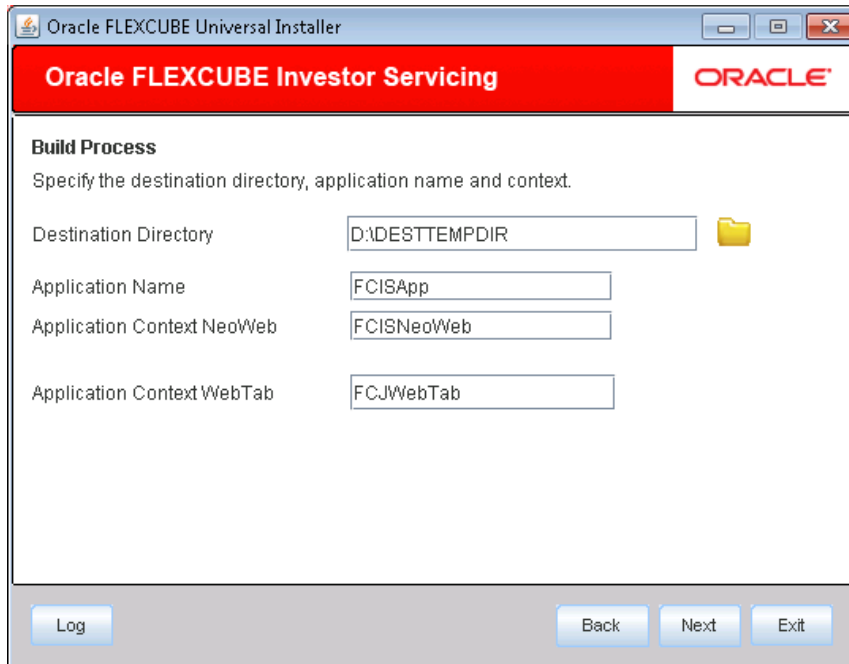 Oracle FLEXCUBE Universal Installer
Oracle FLEXCUBE Investor Servicing
ORACLE
Build Process
Specify the destination directory, application name and context.
Destination Directory D:\DESTTEMPDIR
Application Name FCISApp
Application Context NeoWeb FCISNeoWeb
Application Context WebTab FCJWebTab
Log Back Next Exit